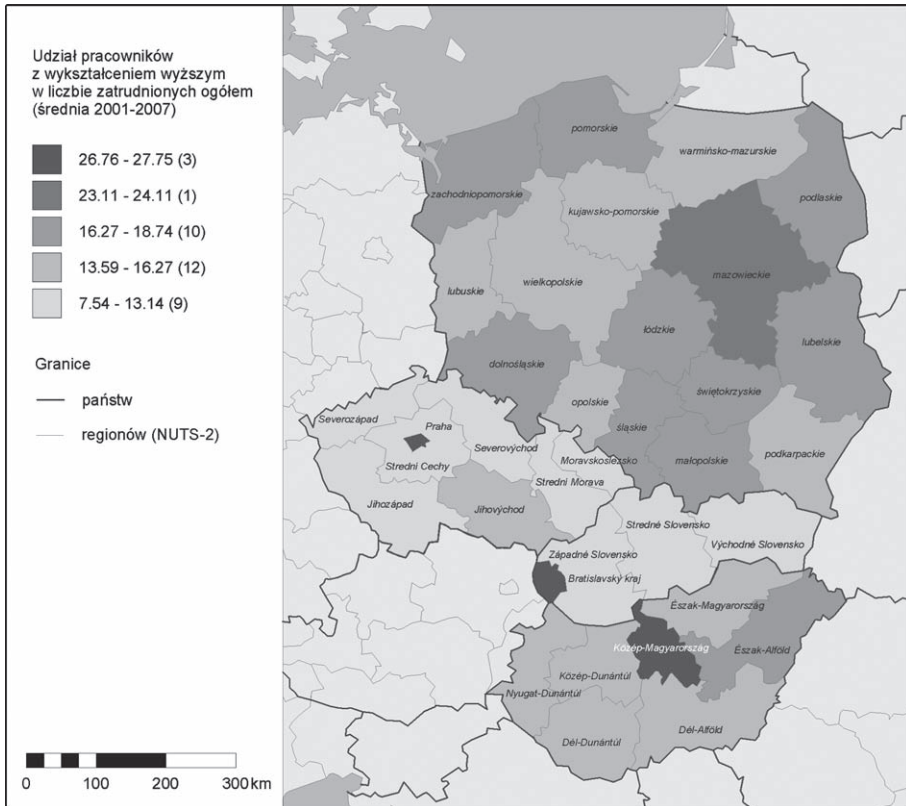 Udział pracowników
z wykształceniem wyższym
w liczbie zatrudnionych ogółem
(średnia 2001-2007)
26.76 - 27.75 (3)
23.11 - 24.11 (1)
16.27 - 18.74 (10)
13.59 - 16.27 (12)
7.54 - 13.14 (9)
Granice
państw
regionów (NUTS-2)
0 100 200 300 km
pomorskie
warmińsko-mazurskie
zachodniopomorskie
podlaskie
kujawsko-pomorskie
mazowieckie
lubuskie
wielkopolskie
łódzkie
lubelskie
dolnośląskie
świętokrzyskie
opolskie
śląskie
małopolskie
podkarpackie
Severozápad
Praha
Severovýchod
Moravskoslezsko
Stredni Cechy
Stredni Morava
Jihozápad
Jihovýchod
Stredné Slovensko
Východné Slovensko
Západné Slovensko
Bratislavský kraj
Észak-Magyarország
Közép-Magyarország
Észak-Alföld
Közép-Dunántúl
Nyugat-Dunántúl
Dél-Alföld
Dél-Dunántúl